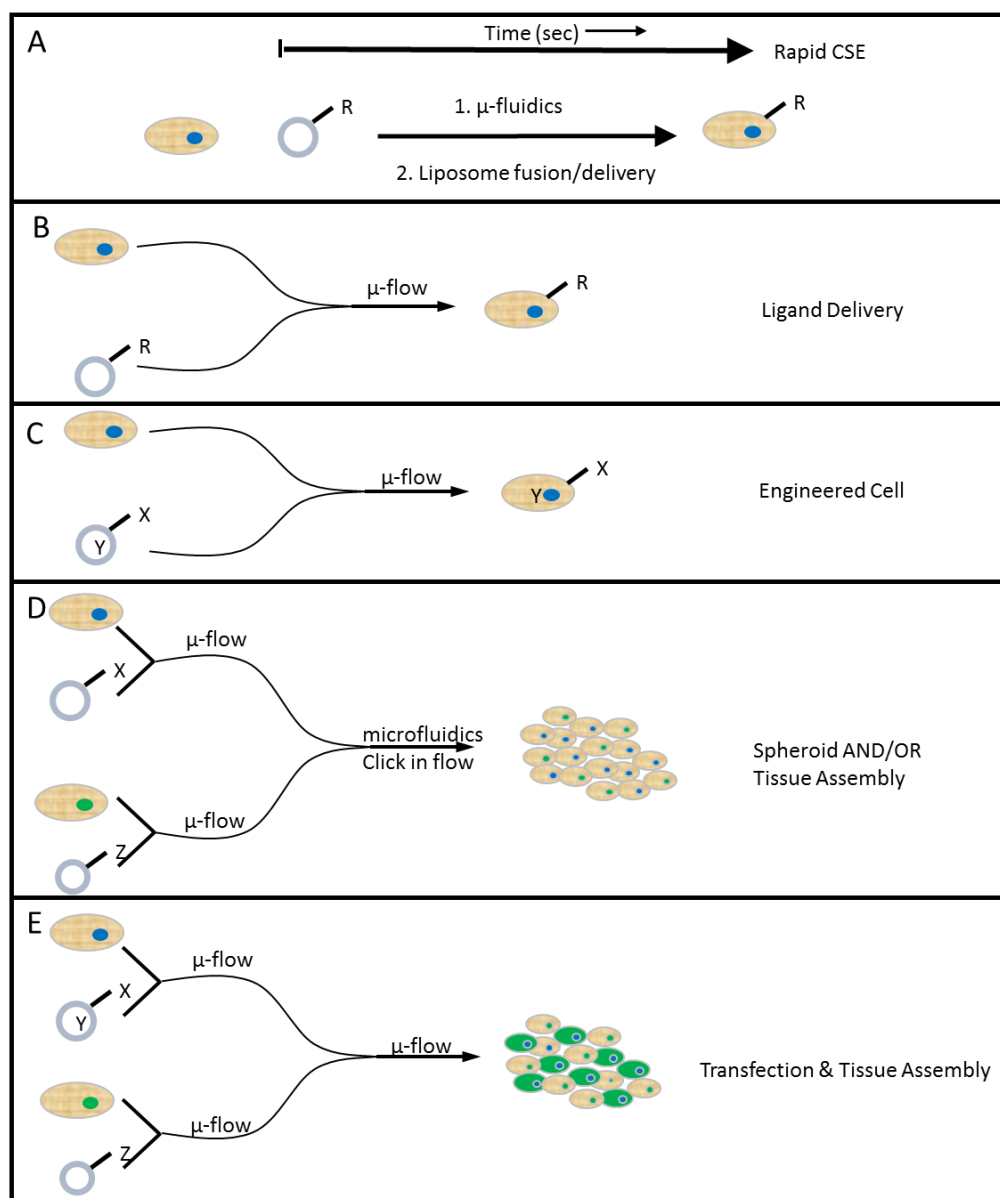 A
Time (sec)
Rapid CSE
R
1. µ-fluidics
R
2. Liposome fusion/delivery
B
µ-flow
R
Ligand Delivery
R
C
µ-flow
X
Y
Engineered Cell
X
Y
D
µ-flow
X
microfluidics
Click in flow
Spheroid AND/OR
Tissue Assembly
µ-flow
Z
E
µ-flow
X
Y
µ-flow
Transfection & Tissue Assembly
µ-flow
Z